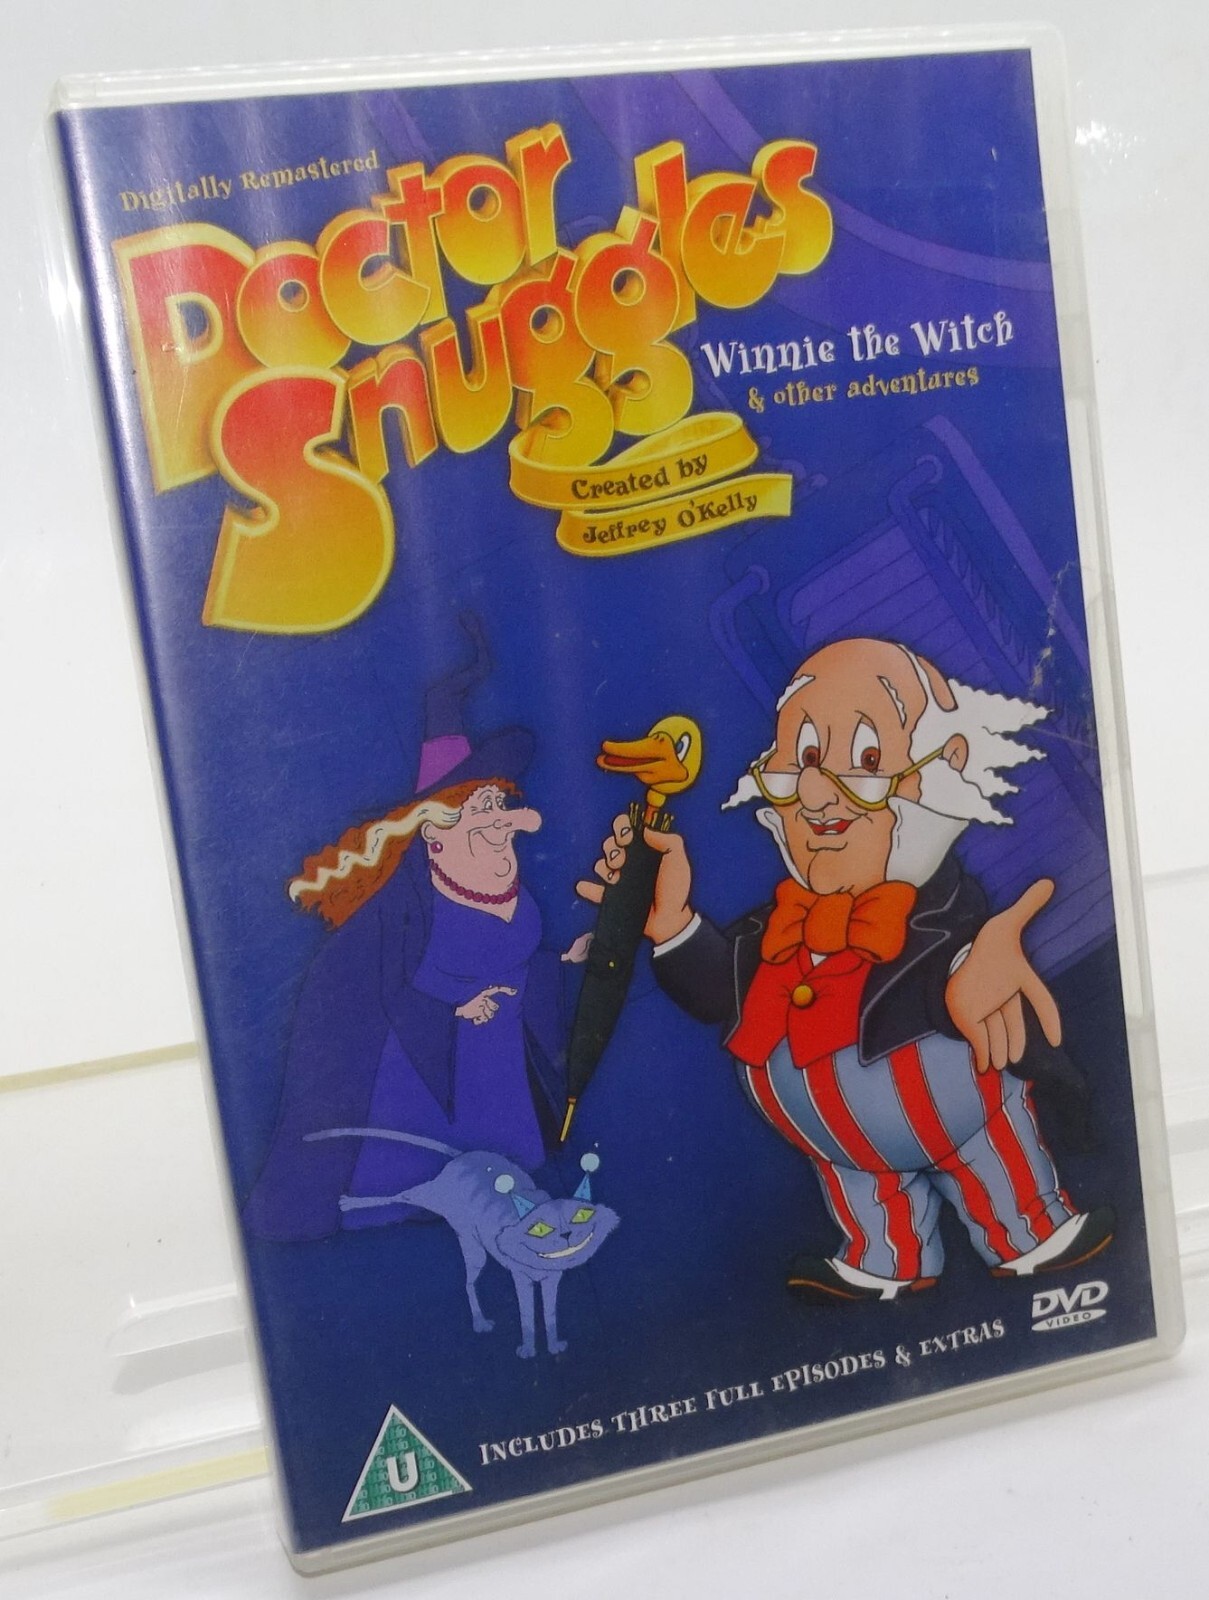 Digitally Remastered
Doctor
Snuggles
Winnie the Witch
& other adventures
Created by
Jeffrey O'Kelly
DVD
VIDEO
INCLUDES THREE FULL EPISODES & EXTRAS
U